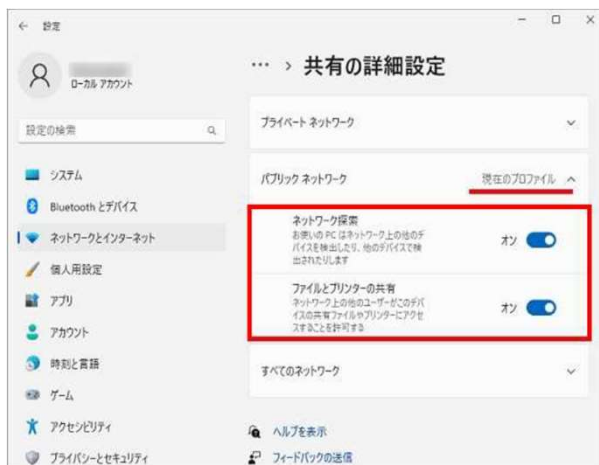 設定
ローカル アカウント
設定の検索
システム
Bluetooth とデバイス
ネットワークとインターネット
個人用設定
アプリ
アカウント
時刻と言語
ゲーム
アクセシビリティ
プライバシーとセキュリティ
… › 共有の詳細設定
プライベート ネットワーク
パブリック ネットワーク 現在のプロファイル
ネットワーク探索
お使いの PC はネットワーク上の他のデ
バイスを検出したり、他のデバイスで検
出されたりします
オン
ファイルとプリンターの共有
ネットワーク上の他のユーザーがこのデバ
イスの共有ファイルやプリンターにアクセ
スすることを許可する
オン
すべてのネットワーク
ヘルプを表示
フィードバックの送信